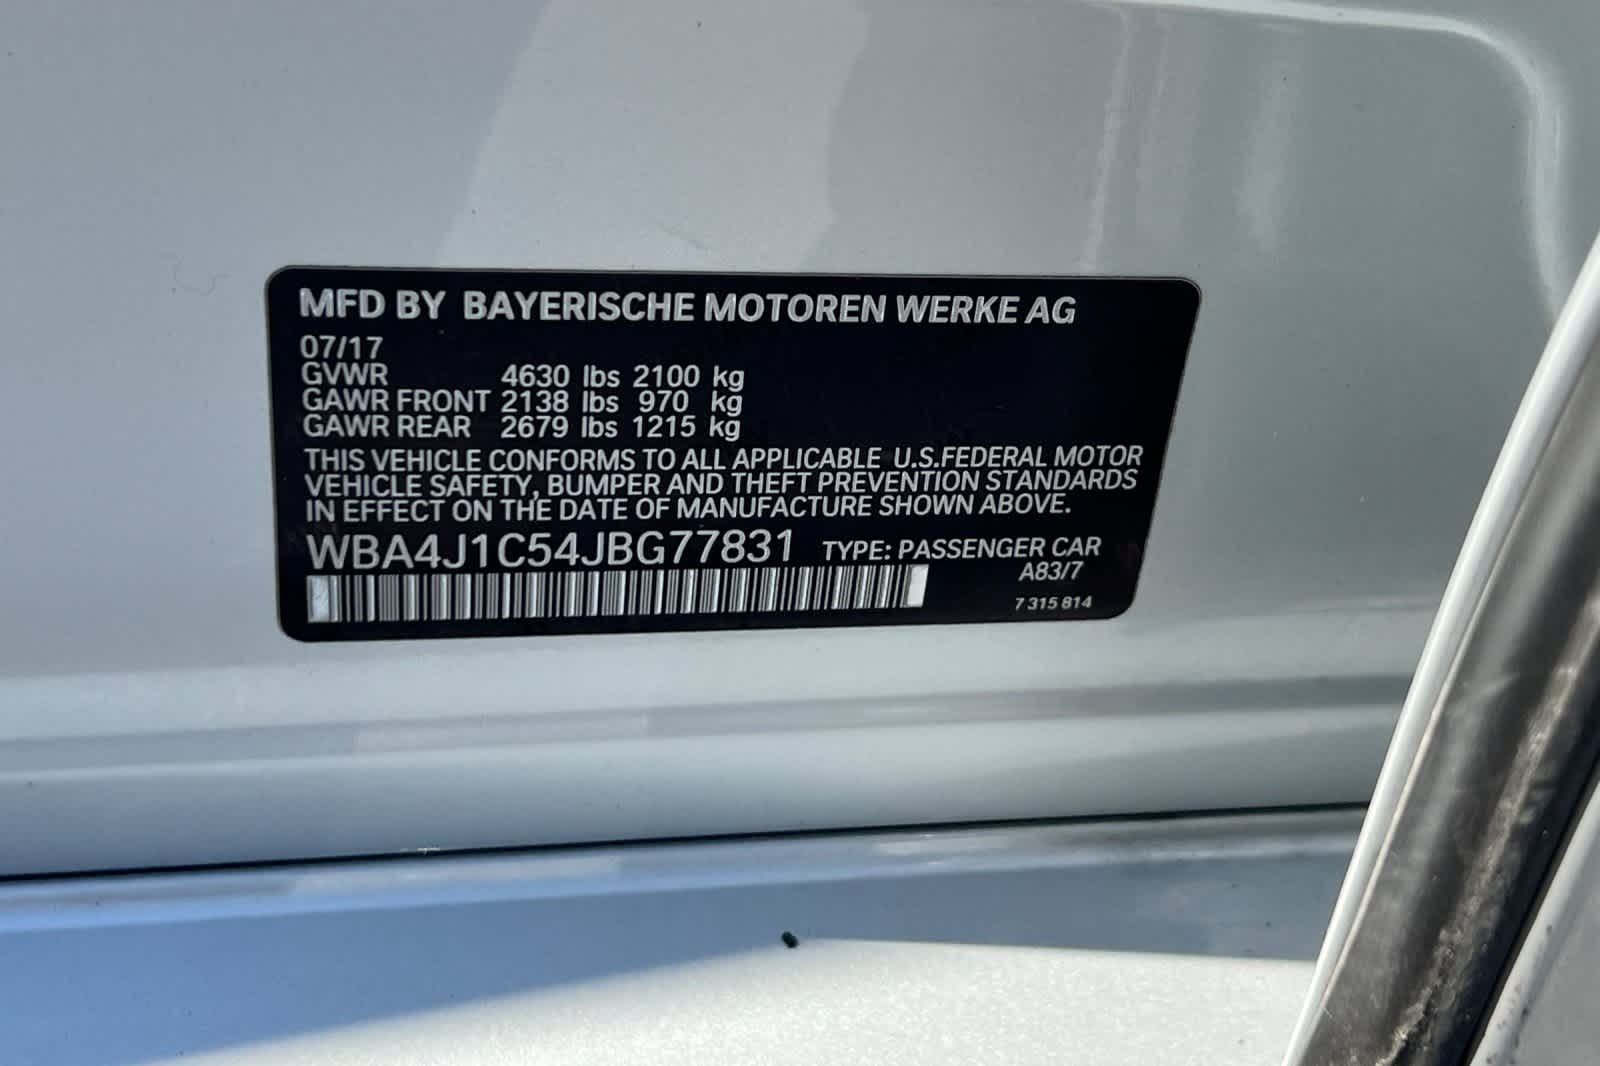 MFD BY BAYERISCHE MOTOREN WERKE AG
07/17
GVWR 4630 lbs 2100 kg
GAWR FRONT 2138 lbs 970 kg
GAWR REAR 2679 lbs 1215 kg
THIS VEHICLE CONFORMS TO ALL APPLICABLE U.S.FEDERAL MOTOR
VEHICLE SAFETY, BUMPER AND THEFT PREVENTION STANDARDS
IN EFFECT ON THE DATE OF MANUFACTURE SHOWN ABOVE.
WBA4J1C54JBG77831 TYPE: PASSENGER CAR
A83/7
7 315 814